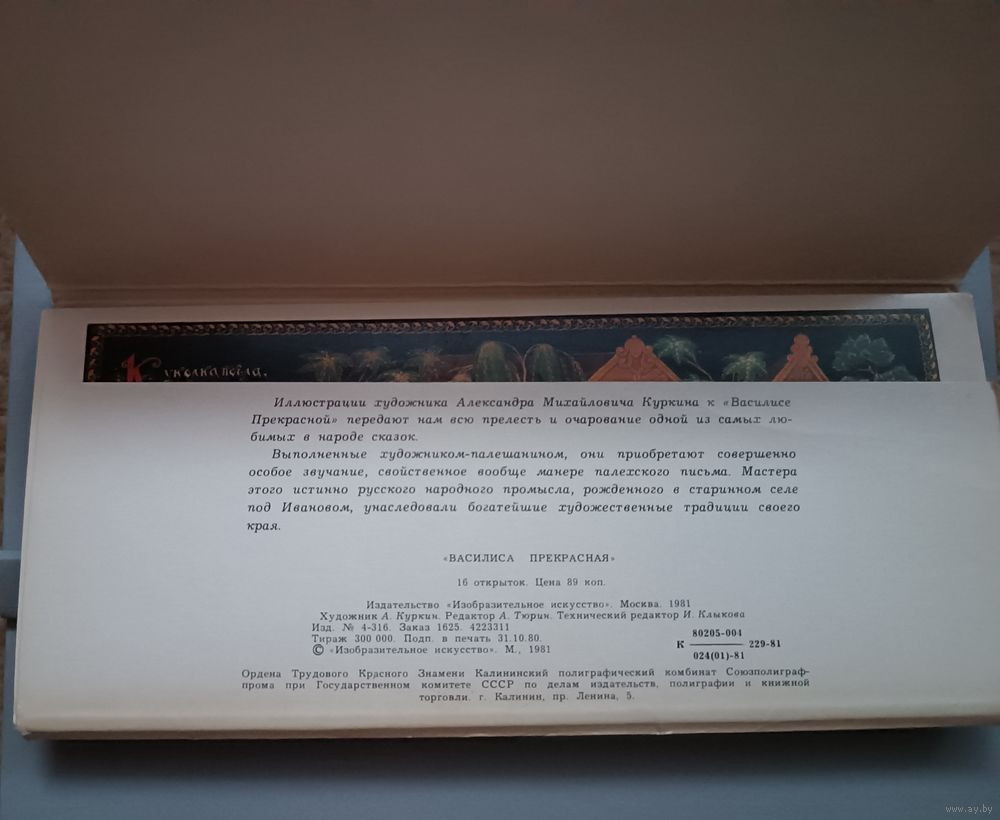 Куколка поела,
Иллюстрации художника Александра Михайловича Куркина к «Василисе
Прекрасной» передают нам всю прелесть и очарование одной из самых лю-
бимых в народе сказок.
Выполненные художником-палешанином, они приобретают совершенно
особое звучание, свойственное вообще манере палехского письма. Мастера
этого истинно русского народного промысла, рожденного в старинном селе
под Ивановом, унаследовали богатейшие художественные традиции своего
края.
«ВАСИЛИСА ПРЕКРАСНАЯ»
16 открыток. Цена 89 коп.
Издательство «Изобразительное искусство». Москва. 1981
Художник А. Куркин. Редактор А. Тюрин. Технический редактор И. Клыкова
Изд. № 4-316. Заказ 1625. 4223311
Тираж 300 000. Подп. в печать 31.10.80.
© «Изобразительное искусство». М., 1981
80205-004
К 229-81
024(01)-81
Ордена Трудового Красного Знамени Калининский полиграфический комбинат Союзполиграф-
прома при Государственном комитете СССР по делам издательств, полиграфии и книжной
торговли. г. Калинин, пр. Ленина, 5.
www.ay.by